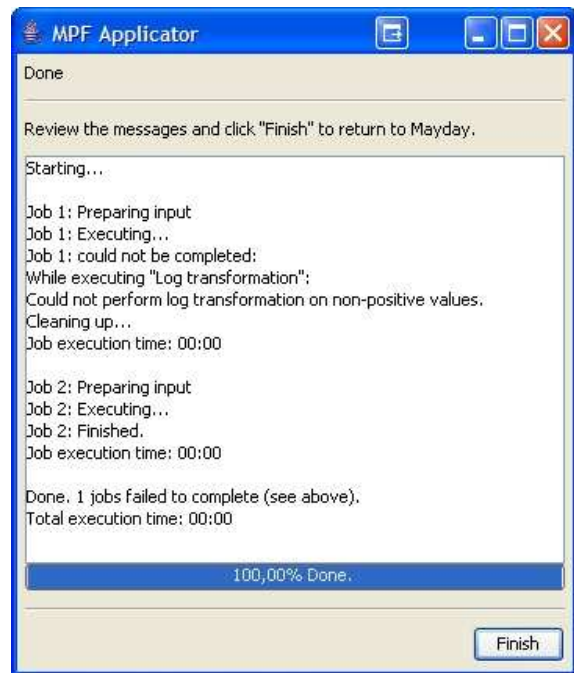 MPF Applicator
Done
Review the messages and click "Finish" to return to Mayday.
Starting...
Job 1: Preparing input
Job 1: Executing...
Job 1: could not be completed:
While executing "Log transformation":
Could not perform log transformation on non-positive values.
Cleaning up...
Job execution time: 00:00
Job 2: Preparing input
Job 2: Executing...
Job 2: Finished.
Job execution time: 00:00
Done. 1 jobs failed to complete (see above).
Total execution time: 00:00
100,00% Done.
Finish